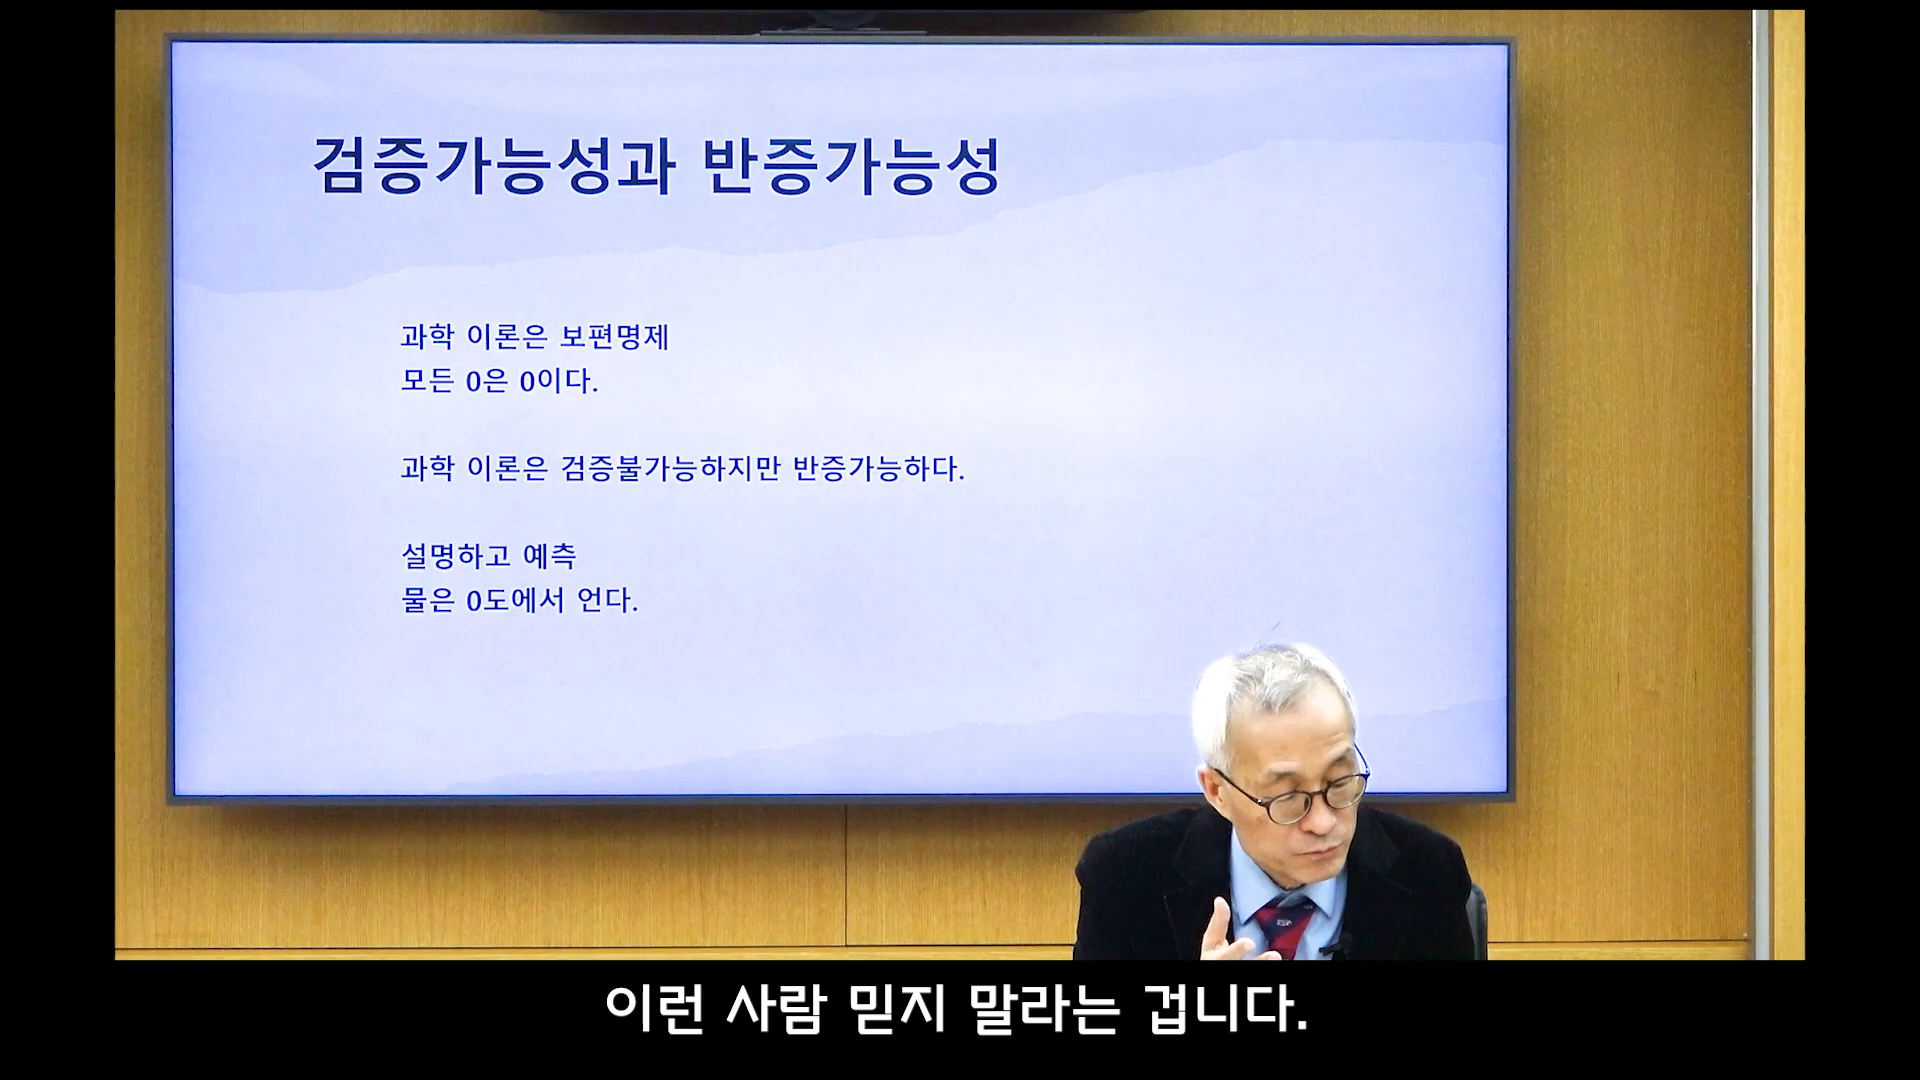 검증가능성과 반증가능성
과학 이론은 보편명제
모든 0은 0이다.
과학 이론은 검증불가능하지만 반증가능하다.
설명하고 예측
물은 0도에서 언다.
이런 사람 믿지 말라는 겁니다.